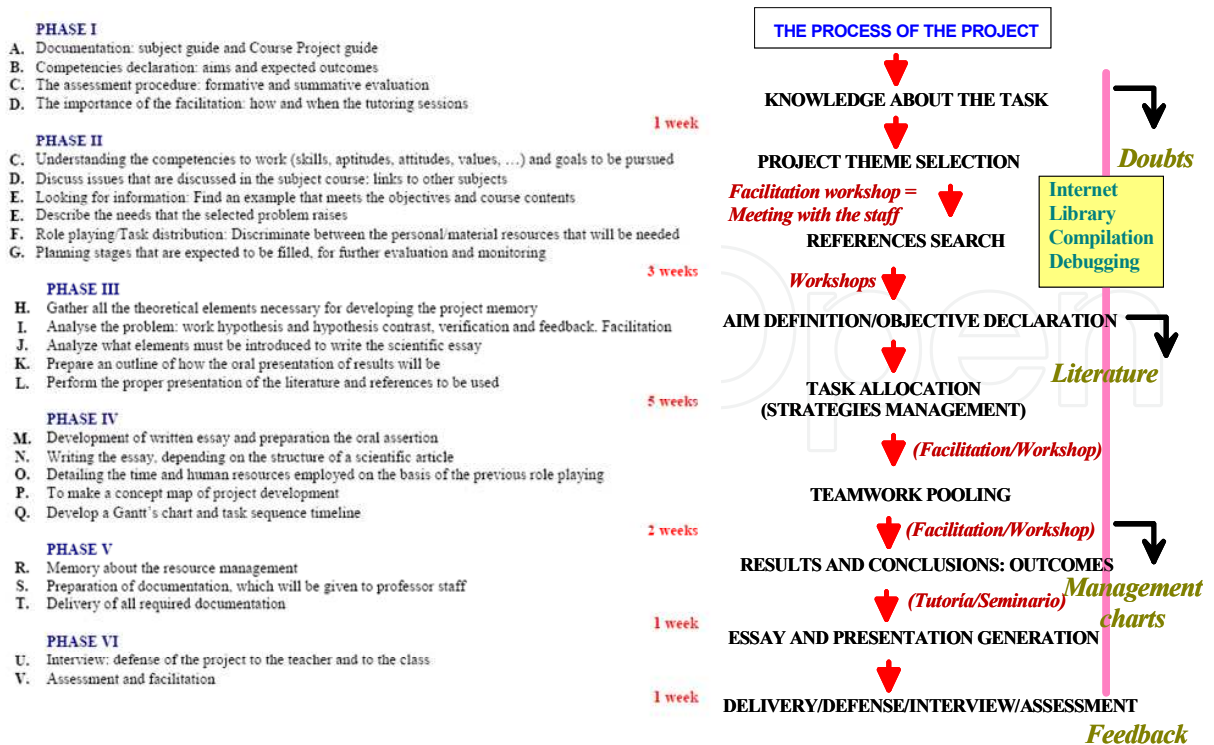 PHASE I
A. Documentation: subject guide and Course Project guide
B. Competencies declaration: aims and expected outcomes
C. The assessment procedure: formative and summative evaluation
D. The importance of the facilitation: how and when the tutoring sessions
1 week
PHASE II
C. Understanding the competencies to work (skills, aptitudes, attitudes, values, ...) and goals to be pursued
D. Discuss issues that are discussed in the subject course: links to other subjects
E. Looking for information: Find an example that meets the objectives and course contents
E. Describe the needs that the selected problem raises
F. Role playing/Task distribution: Discriminate between the personal/material resources that will be needed
G. Planning stages that are expected to be filled, for further evaluation and monitoring
3 weeks
PHASE III
H. Gather all the theoretical elements necessary for developing the project memory
I. Analyse the problem: work hypothesis and hypothesis contrast, verification and feedback. Facilitation
J. Analyze what elements must be introduced to write the scientific essay
K. Prepare an outline of how the oral presentation of results will be
L. Perform the proper presentation of the literature and references to be used
5 weeks
PHASE IV
M. Development of written essay and preparation the oral assertion
N. Writing the essay, depending on the structure of a scientific article
O. Detailing the time and human resources employed on the basis of the previous role playing
P. To make a concept map of project development
Q. Develop a Gantt's chart and task sequence timeline
2 weeks
PHASE V
R. Memory about the resource management
S. Preparation of documentation, which will be given to professor staff
T. Delivery of all required documentation
1 week
PHASE VI
U. Interview: defense of the project to the teacher and to the class
V. Assessment and facilitation
1 week
THE PROCESS OF THE PROJECT
KNOWLEDGE ABOUT THE TASK
Doubts
PROJECT THEME SELECTION
Facilitation workshop =
Meeting with the staff
Internet
Library
Compilation
Debugging
REFERENCES SEARCH
Workshops
AIM DEFINITION/OBJECTIVE DECLARATION
Literature
TASK ALLOCATION
(STRATEGIES MANAGEMENT)
(Facilitation/Workshop)
TEAMWORK POOLING
(Facilitation/Workshop)
RESULTS AND CONCLUSIONS: OUTCOMES
Management
charts
(Tutoría/Seminario)
ESSAY AND PRESENTATION GENERATION
DELIVERY/DEFENSE/INTERVIEW/ASSESSMENT
Feedback
Open